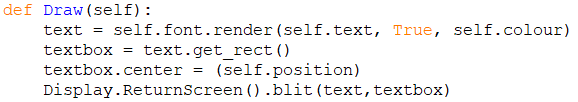 def Draw(self):
    text = self.font.render(self.text, True, self.colour)
    textbox = text.get_rect()
    textbox.center = (self.position)
    Display.ReturnScreen().blit(text,textbox)